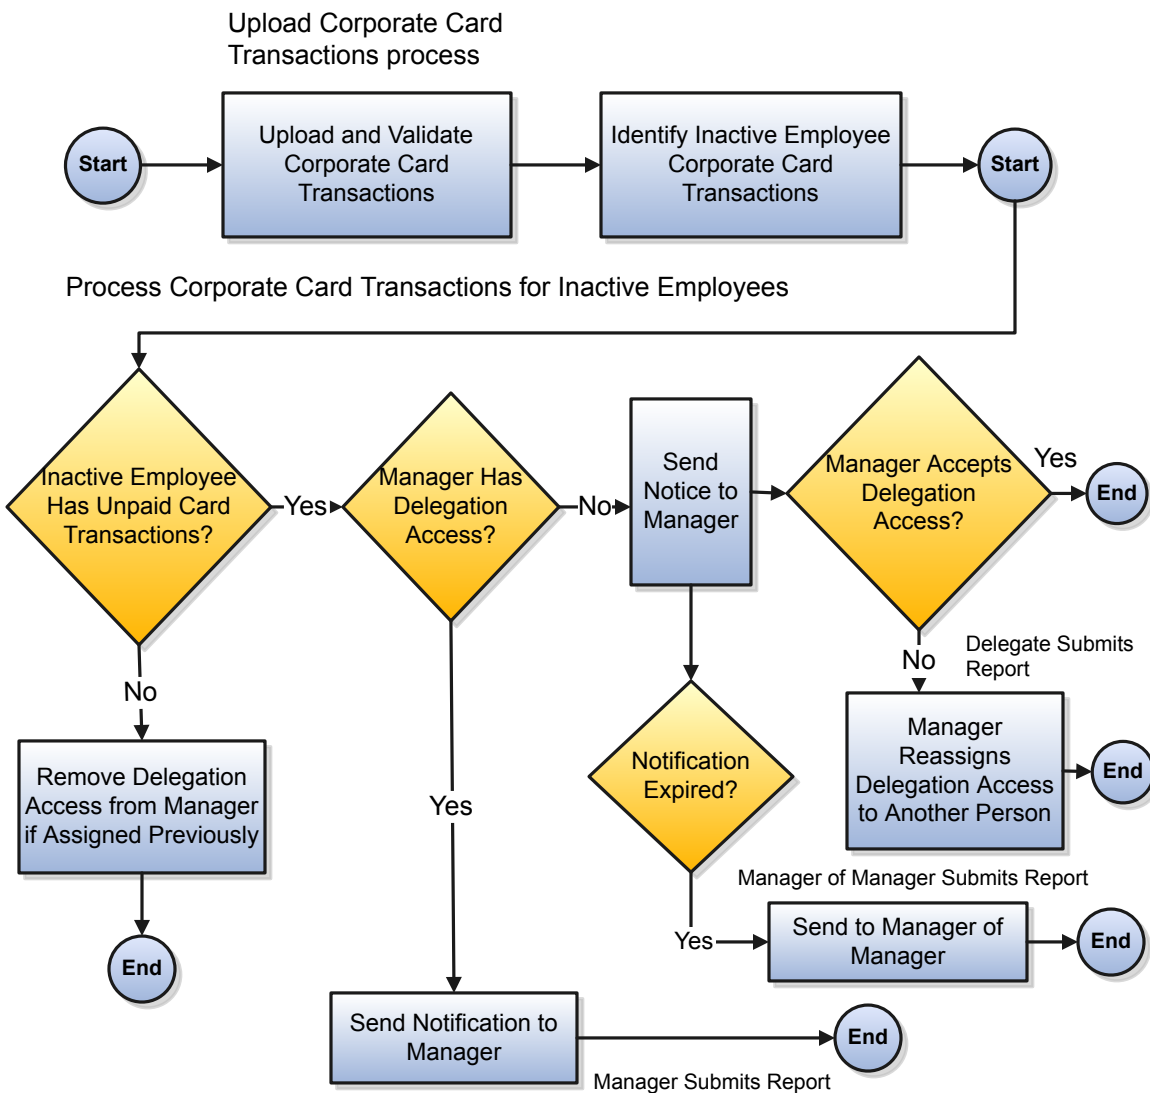 Upload Corporate Card
Transactions process
Start
Upload and Validate
Corporate Card
Transactions
Identify Inactive Employee
Corporate Card
Transactions
Start
Process Corporate Card Transactions for Inactive Employees
Inactive Employee
Has Unpaid Card
Transactions?
Yes
Manager Has
Delegation
Access?
No
Send
Notice to
Manager
Manager Accepts
Delegation
Access?
Yes
End
No
Delegate Submits
Report
No
Remove Delegation
Access from Manager
if Assigned Previously
End
Yes
Notification
Expired?
Manager
Reassigns
Delegation Access
to Another Person
End
Manager of Manager Submits Report
Yes
Send to Manager of
Manager
End
Send Notification to
Manager
End
Manager Submits Report